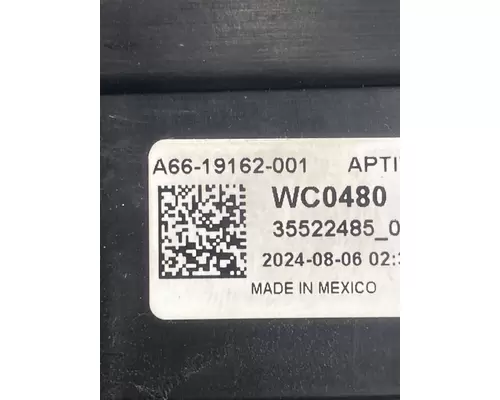 A66-19162-001 APTI
WC0480
35522485_0
2024-08-06 02:
MADE IN MEXICO